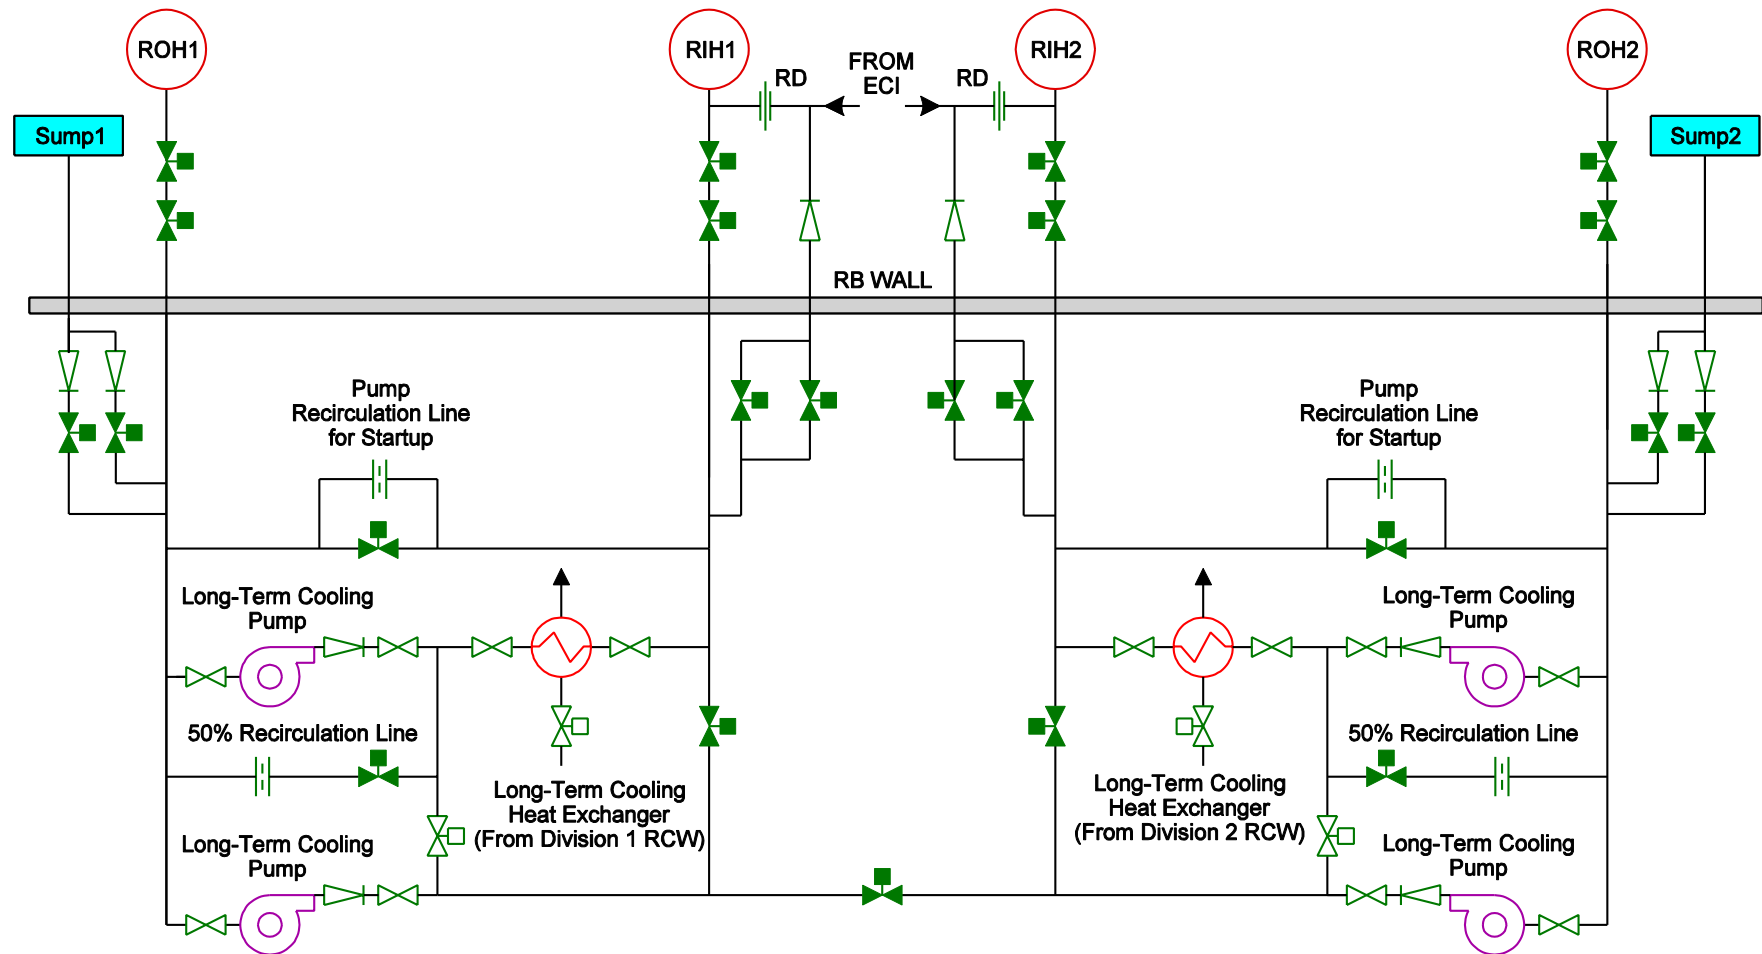 ROH1
RIH1
RIH2
ROH2
RD
FROM
ECI
RD
Sump1
Sump2
RB WALL
Pump
Recirculation Line
for Startup
Pump
Recirculation Line
for Startup
Long-Term Cooling
Pump
Long-Term Cooling
Pump
50% Recirculation Line
50% Recirculation Line
Long-Term Cooling
Heat Exchanger
(From Division 1 RCW)
Long-Term Cooling
Heat Exchanger
(From Division 2 RCW)
Long-Term Cooling
Pump
Long-Term Cooling
Pump